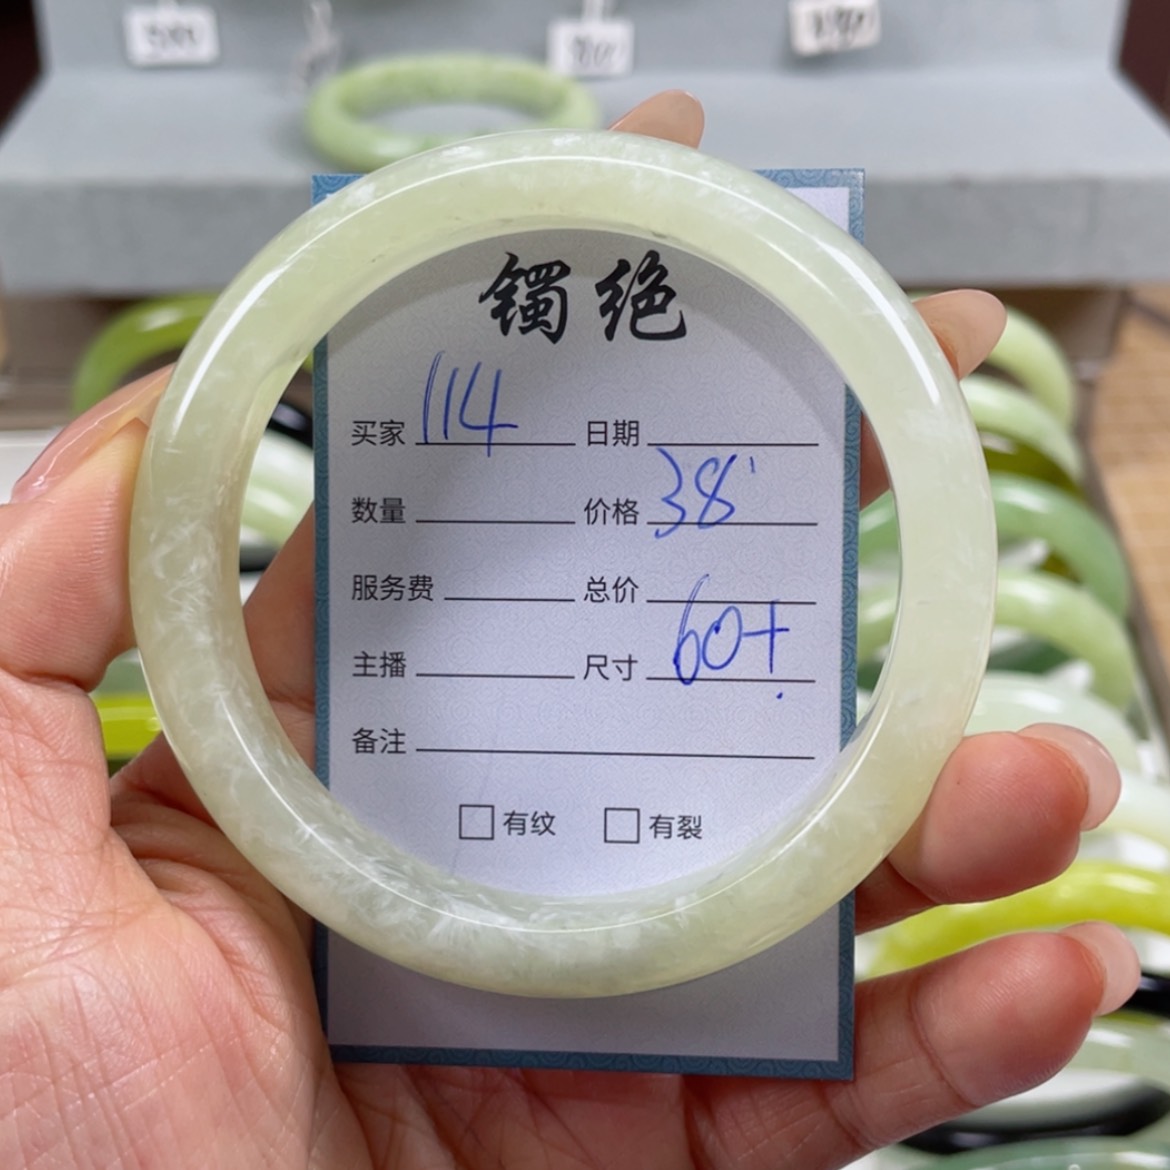 镯绝
买家 114 日期
数量 价格 38
服务费 总价
主播 尺寸 60+
备注
□有纹 □有裂